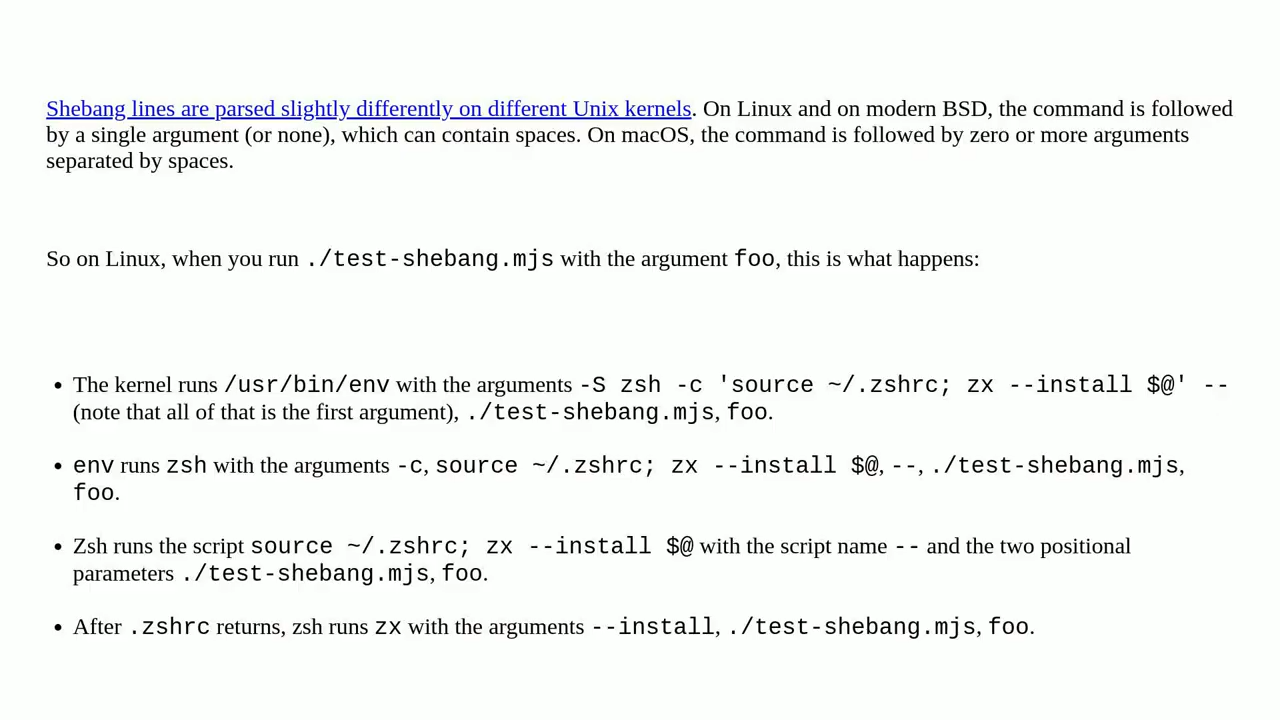 Shebang lines are parsed slightly differently on different Unix kernels. On Linux and on modern BSD, the command is followed
by a single argument (or none), which can contain spaces. On macOS, the command is followed by zero or more arguments
separated by spaces.
So on Linux, when you run ./test-shebang.mjs with the argument foo, this is what happens:
• The kernel runs /usr/bin/env with the arguments -S zsh -c 'source ~/.zshrc; zx --install $@' --
(note that all of that is the first argument), ./test-shebang.mjs, foo.
• env runs zsh with the arguments -c, source ~/.zshrc; zx --install $@, --, ./test-shebang.mjs,
foo.
• Zsh runs the script source ~/.zshrc; zx --install $@ with the script name -- and the two positional
parameters ./test-shebang.mjs, foo.
• After .zshrc returns, zsh runs zx with the arguments --install, ./test-shebang.mjs, foo.